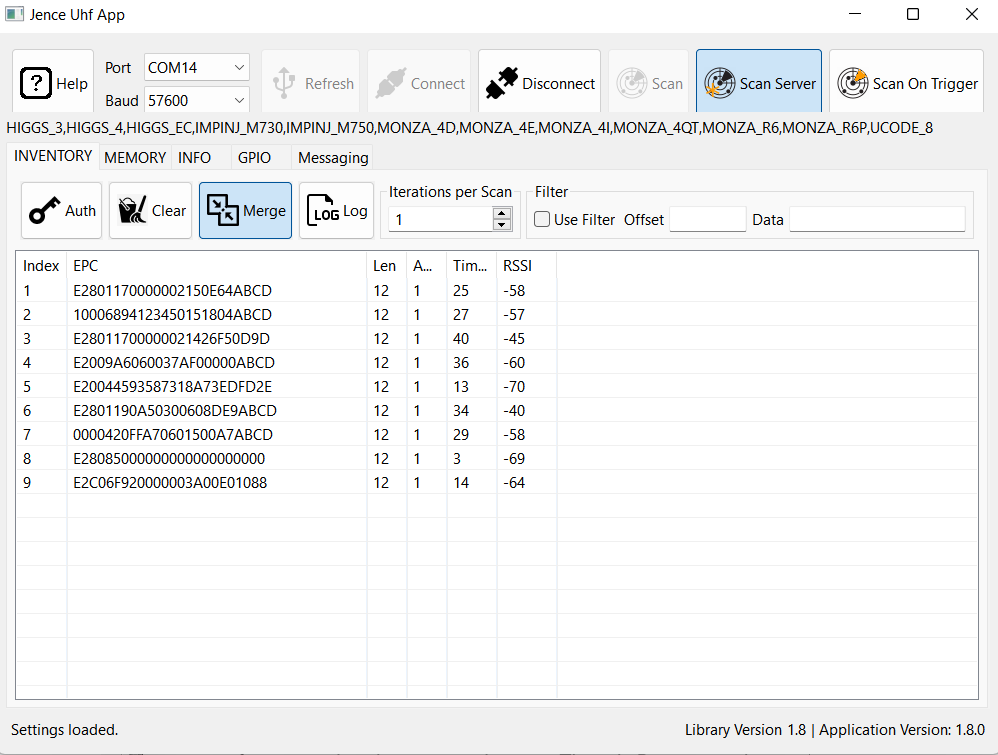 Jence Uhf App
Help Port COM14 Refresh Connect Disconnect Scan Scan Server Scan On Trigger
Baud 57600
HIGGS_3,HIGGS_4,HIGGS_EC,IMPINJ_M730,IMPINJ_M750,MONZA_4D,MONZA_4E,MONZA_4I,MONZA_4QT,MONZA_R6,MONZA_R6P,UCODE_8
INVENTORY MEMORY INFO GPIO Messaging
Auth Clear Merge LOG Log
Iterations per Scan
1
Filter
Use Filter Offset Data
Index EPC Len A... Tim... RSSI
1 E2801170000002150E64ABCD 12 1 25 -58
2 10006894123450151804ABCD 12 1 27 -57
3 E28011700000021426F50D9D 12 1 40 -45
4 E2009A6060037AF00000ABCD 12 1 36 -60
5 E20044593587318A73EDFD2E 12 1 13 -70
6 E2801190A50300608DE9ABCD 12 1 34 -40
7 0000420FFA70601500A7ABCD 12 1 29 -58
8 E28085000000000000000000 12 1 3 -69
9 E2C06F920000003A00E01088 12 1 14 -64
Settings loaded. Library Version 1.8 | Application Version: 1.8.0